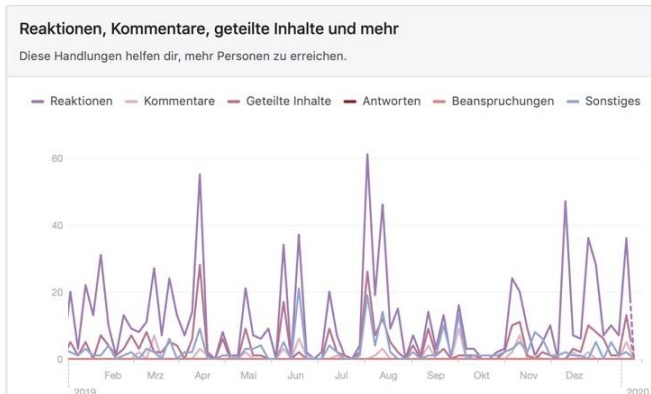 Reaktionen, Kommentare, geteilte Inhalte und mehr
Diese Handlungen helfen dir, mehr Personen zu erreichen.
Reaktionen Kommentare Geteilte Inhalte Antworten Beanspruchungen Sonstiges
60
40
20
0
Feb Mrz Apr Mai Jun Jul Aug Sep Okt Nov Dez
2019 2020